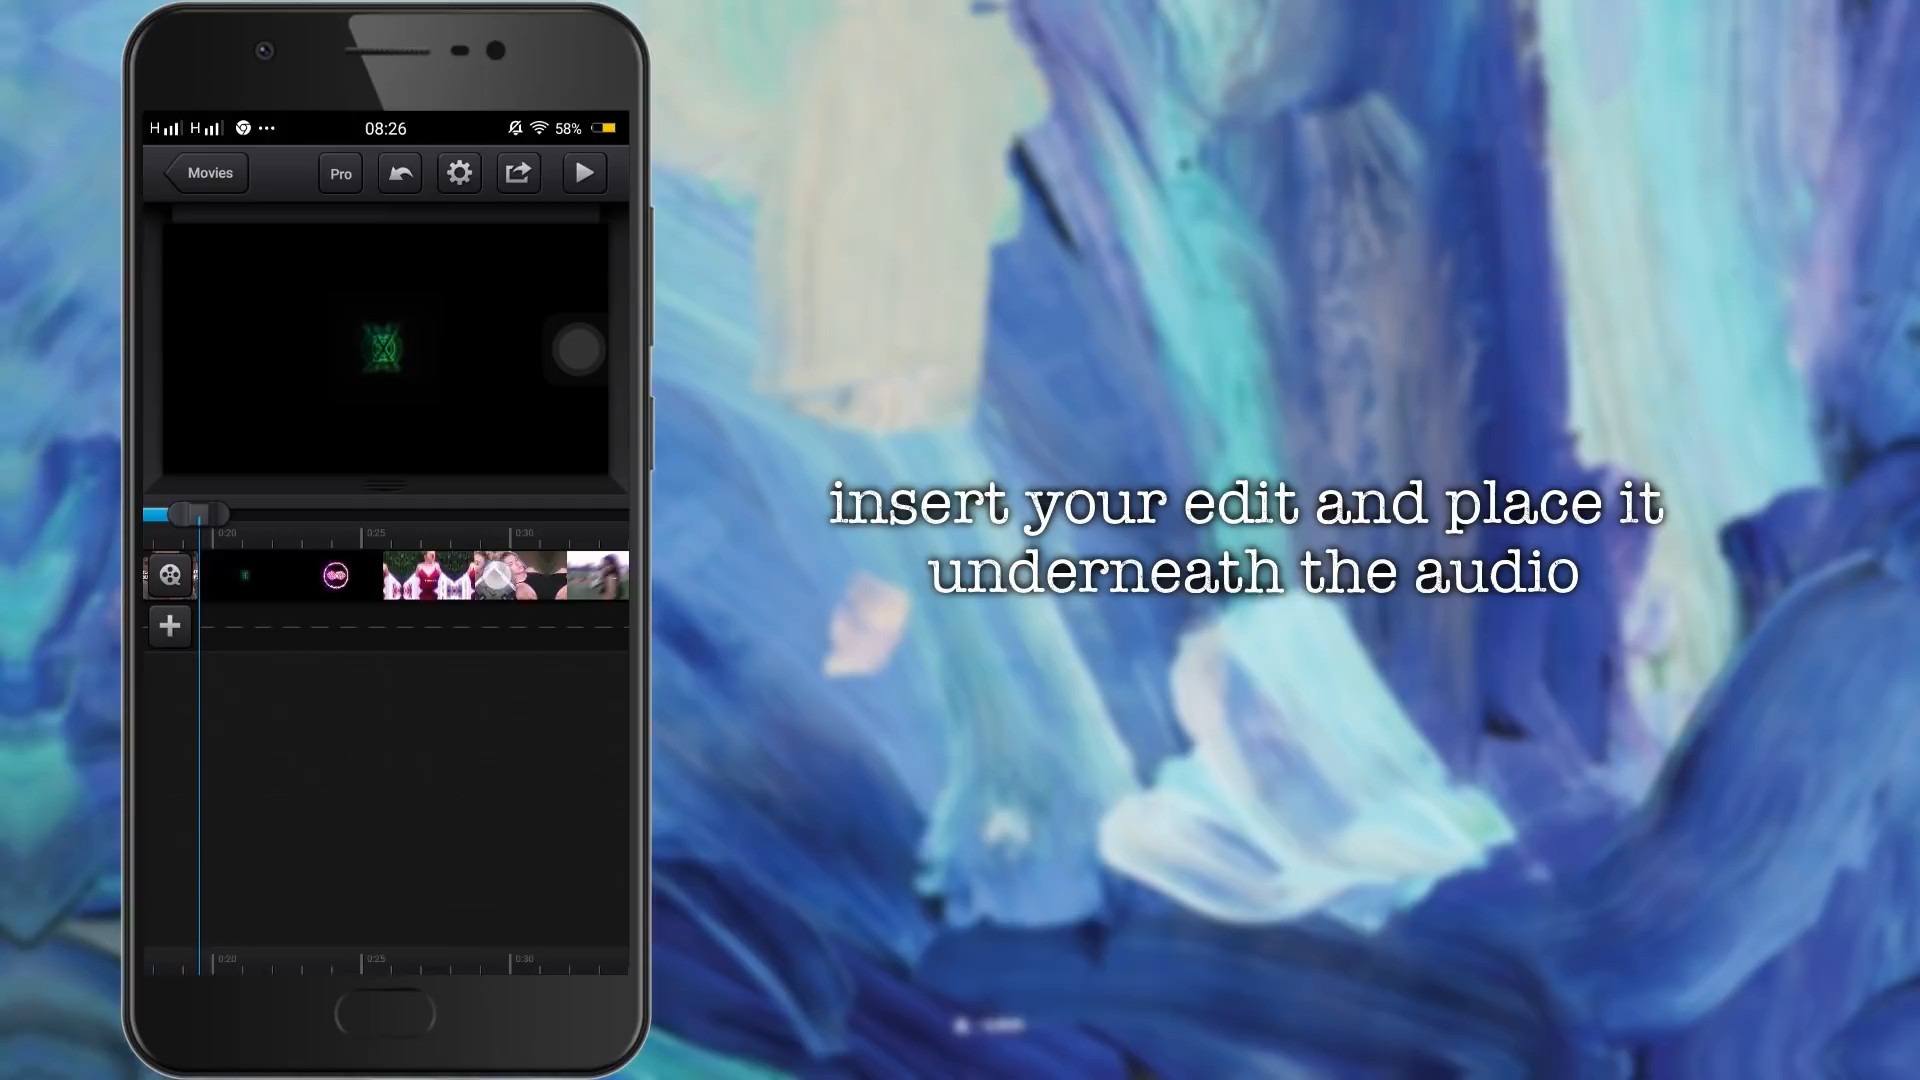 H H 08:26 58%
Movies Pro
0:20 0:25 0:30
insert your edit and place it
underneath the audio
0:20 0:25 0:30